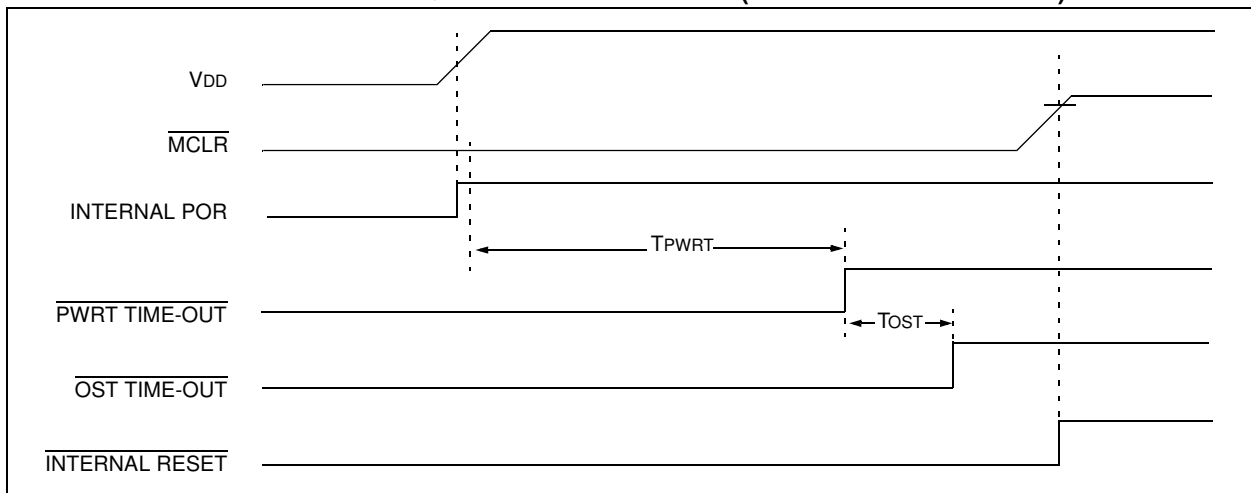 VDD
MCLR
INTERNAL POR
TPWRT
PWRT TIME-OUT
TOST
OST TIME-OUT
INTERNAL RESET